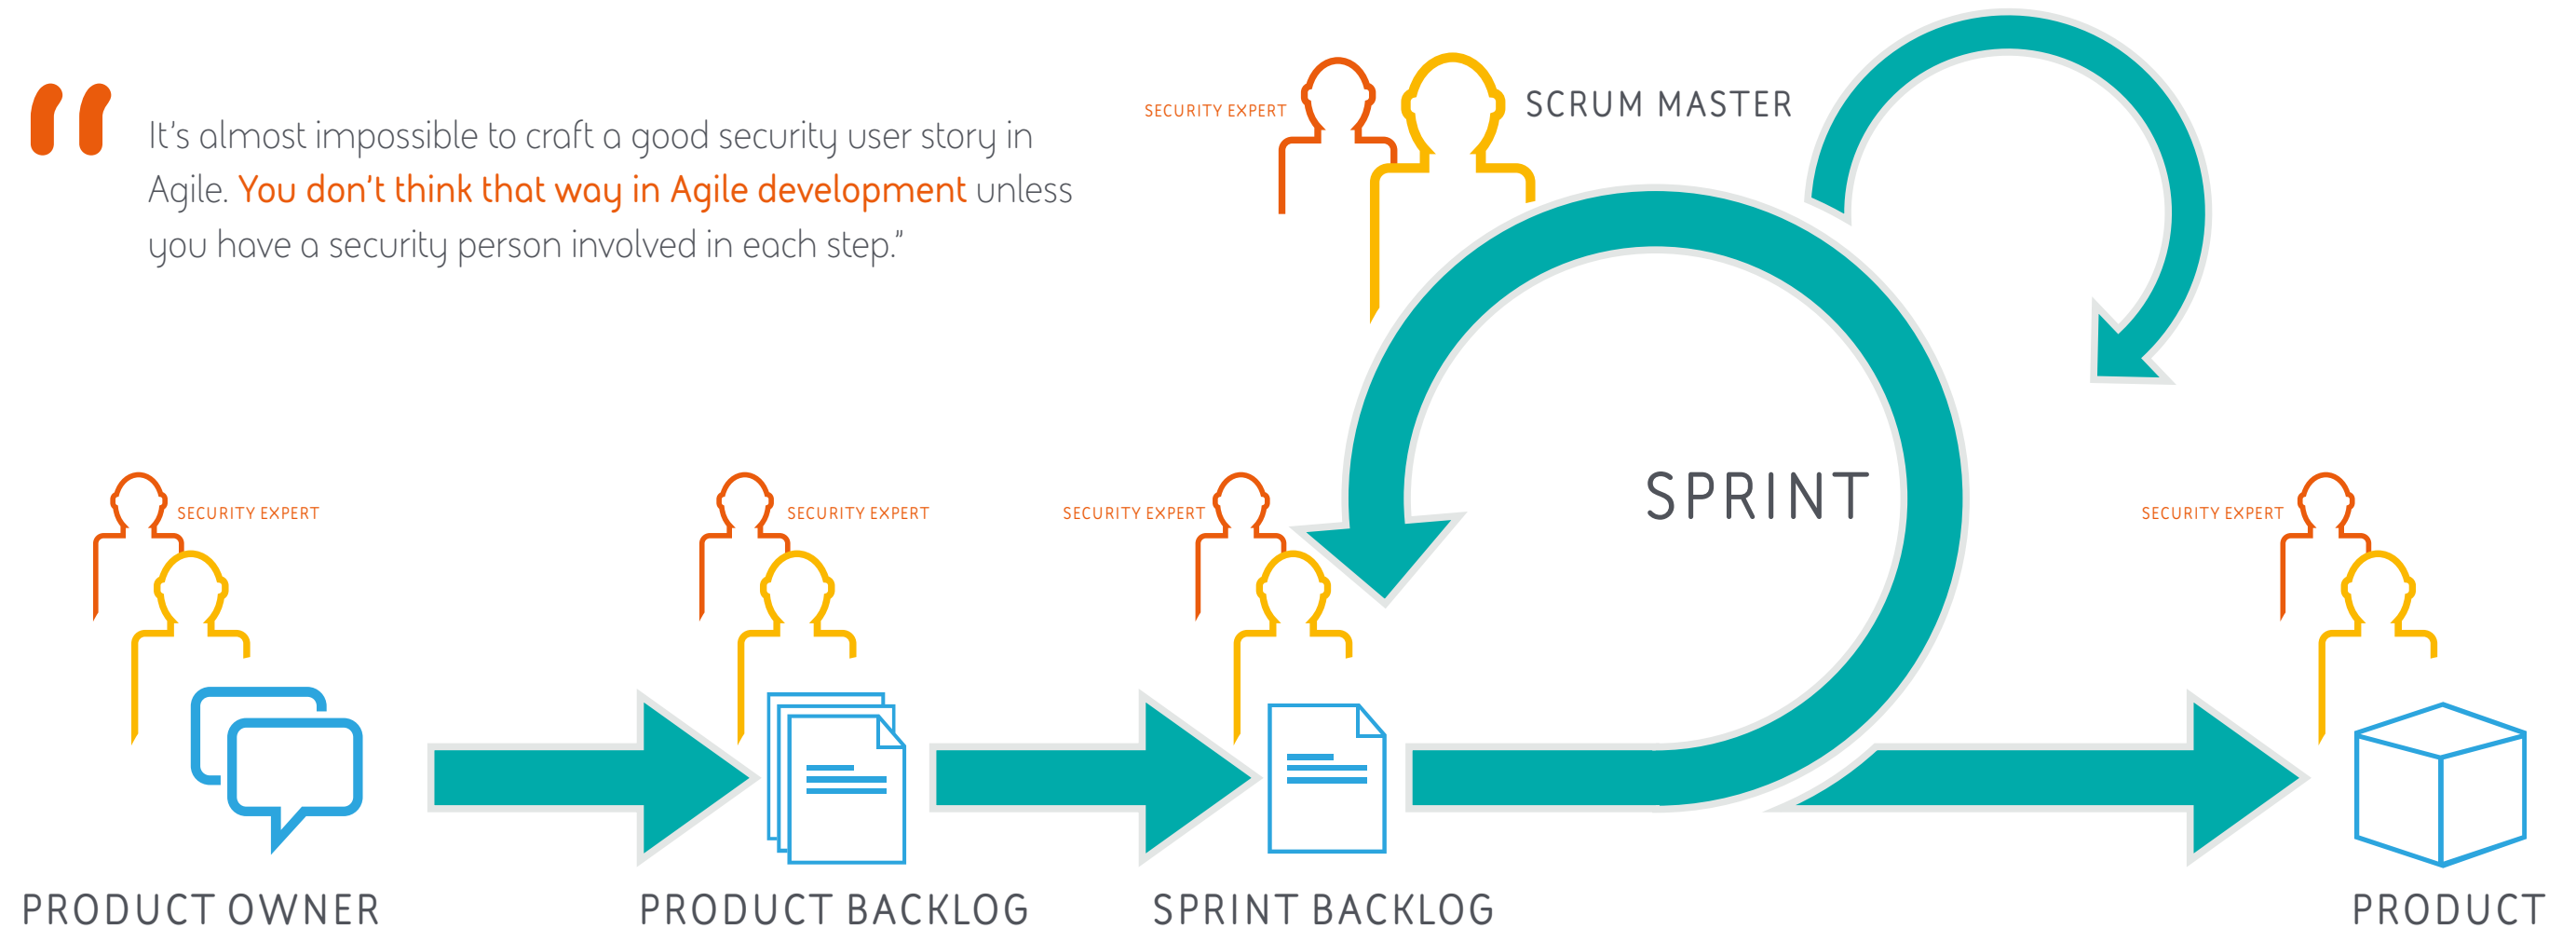 “
It’s almost impossible to craft a good security user story in
Agile. You don’t think that way in Agile development unless
you have a security person involved in each step.”
SECURITY EXPERT
SCRUM MASTER
SPRINT
SECURITY EXPERT
SECURITY EXPERT
SECURITY EXPERT
SECURITY EXPERT
PRODUCT OWNER
PRODUCT BACKLOG
SPRINT BACKLOG
PRODUCT